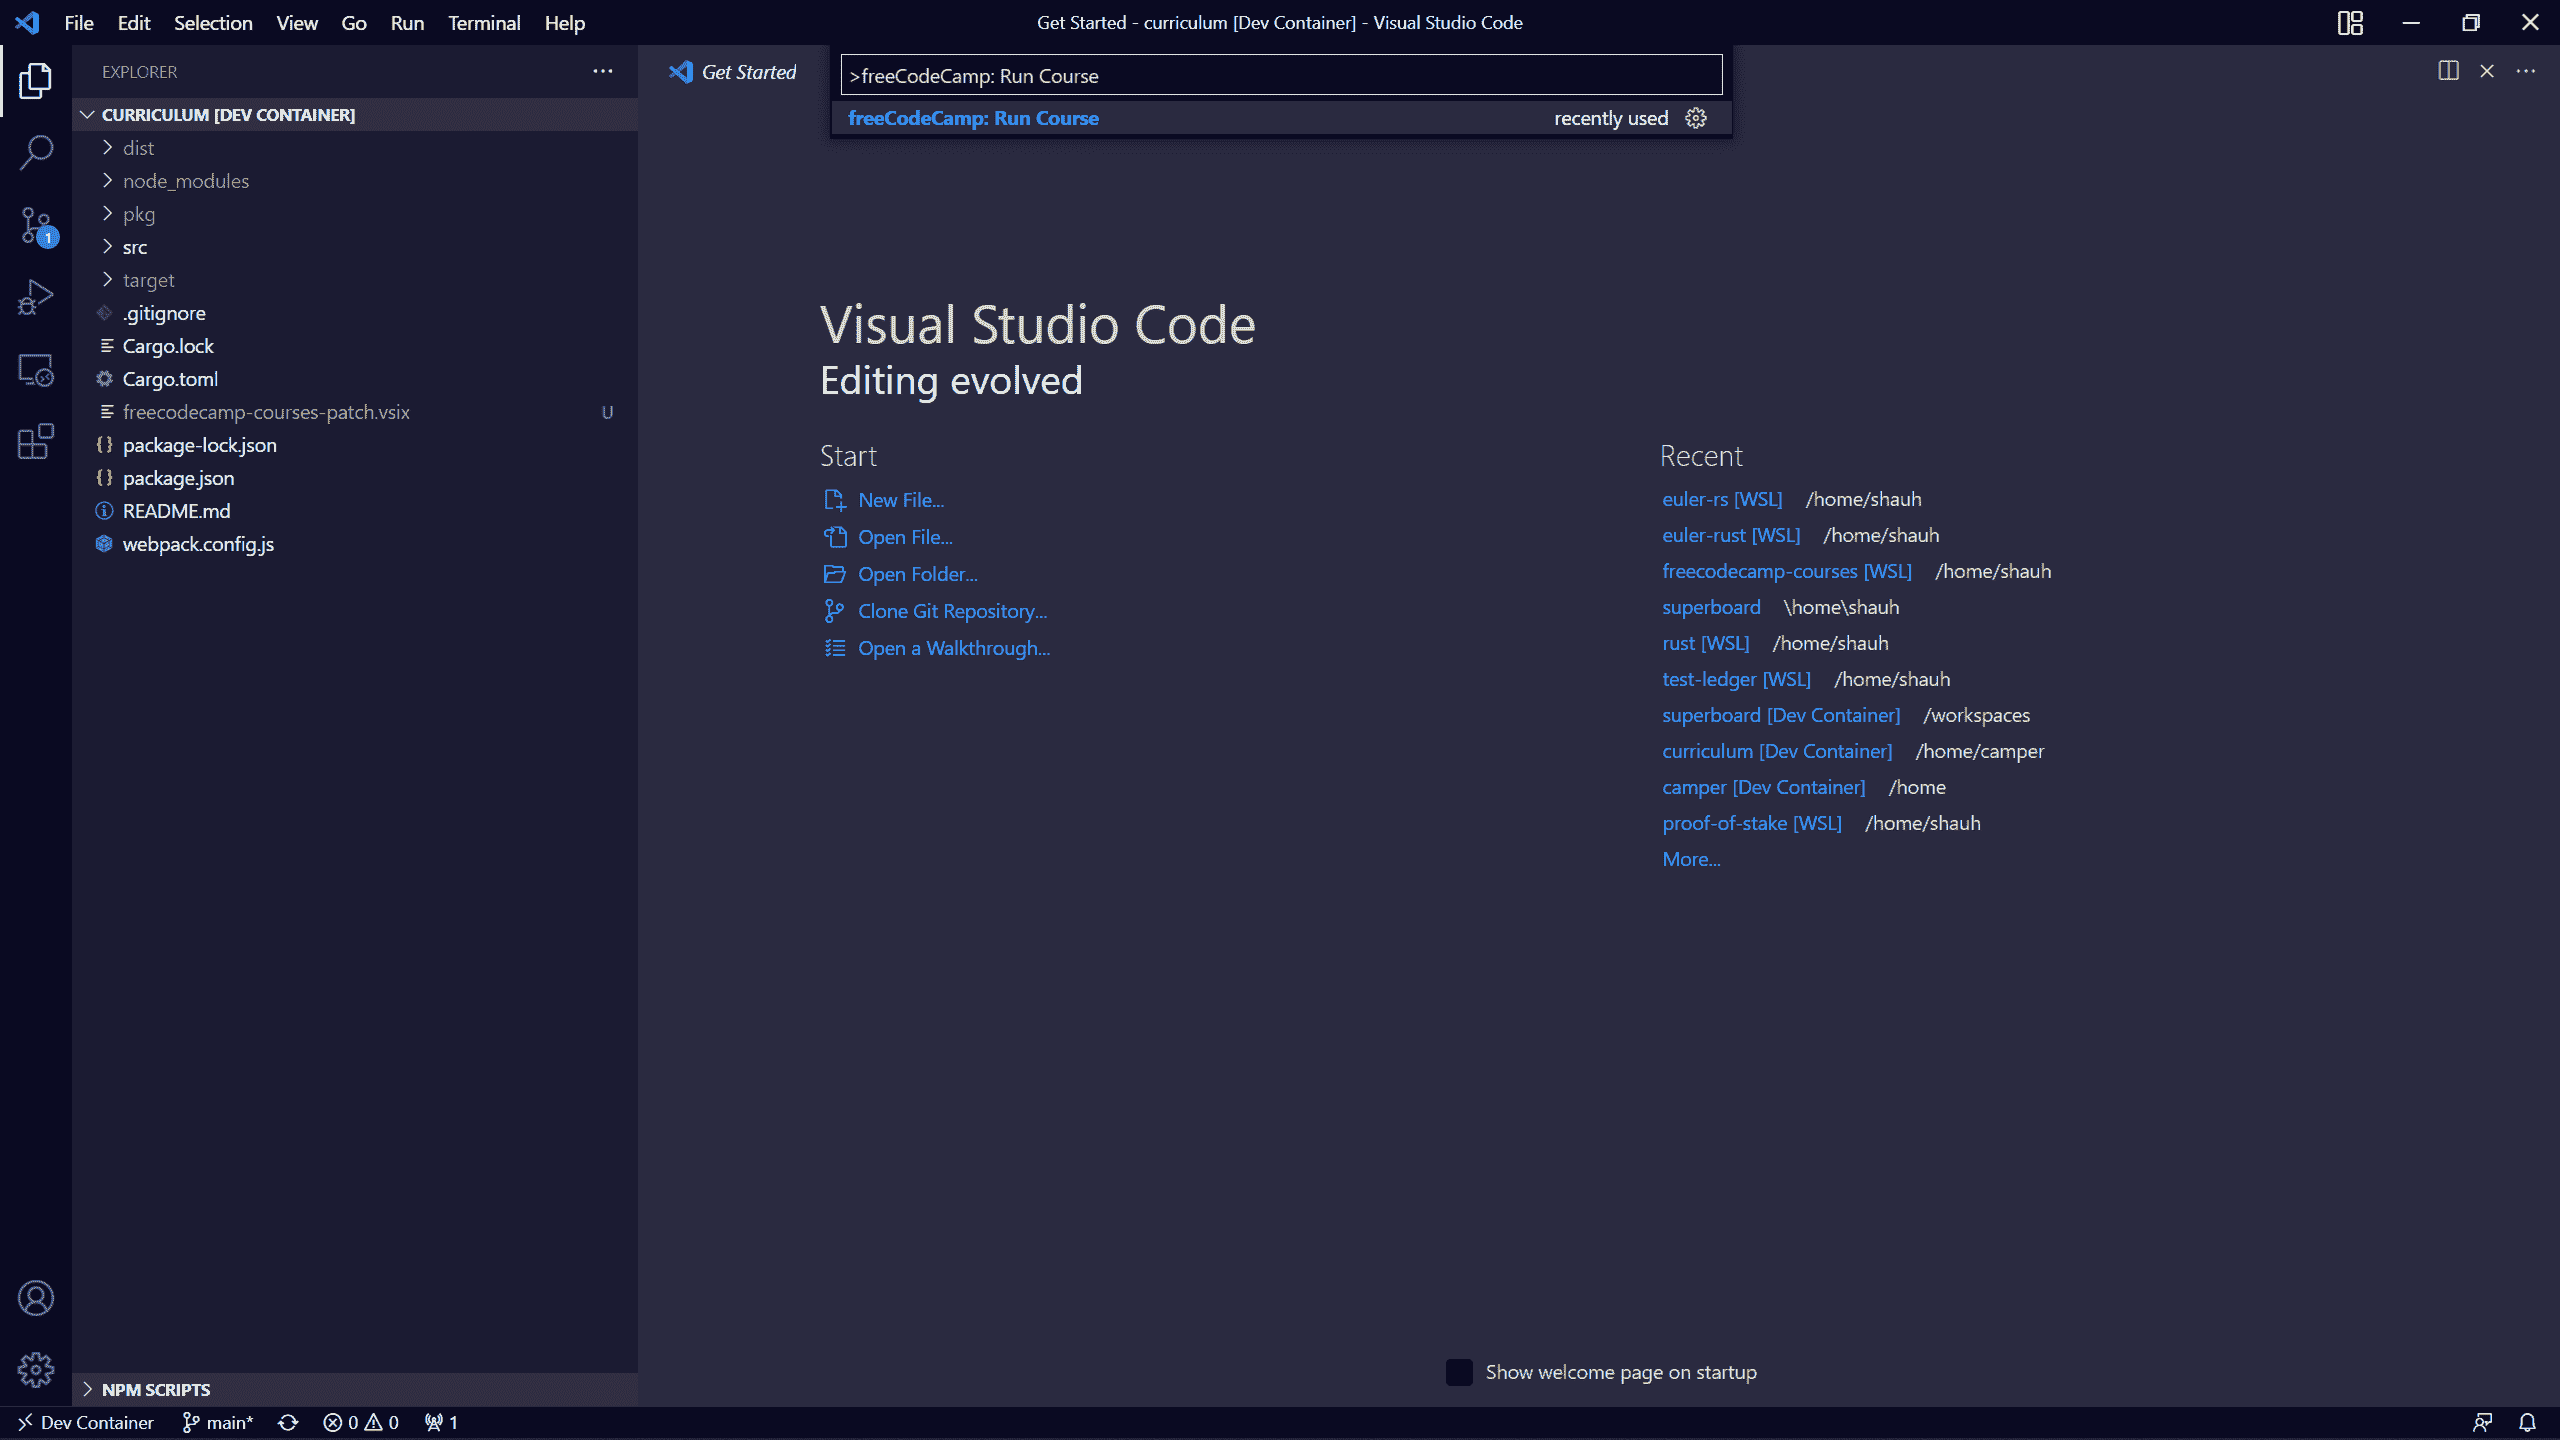 File Edit Selection View Go Run Terminal Help
Get Started - curriculum [Dev Container] - Visual Studio Code
EXPLORER
CURRICULUM [DEV CONTAINER]
dist
node_modules
pkg
src
target
.gitignore
Cargo.lock
Cargo.toml
freecodecamp-courses-patch.vsix U
package-lock.json
package.json
README.md
webpack.config.js
NPM SCRIPTS
1
Get Started
>freeCodeCamp: Run Course
freeCodeCamp: Run Course recently used
Visual Studio Code
Editing evolved
Start
New File...
Open File...
Open Folder...
Clone Git Repository...
Open a Walkthrough...
Recent
euler-rs [WSL] /home/shauh
euler-rust [WSL] /home/shauh
freecodecamp-courses [WSL] /home/shauh
superboard \home\shauh
rust [WSL] /home/shauh
test-ledger [WSL] /home/shauh
superboard [Dev Container] /workspaces
curriculum [Dev Container] /home/camper
camper [Dev Container] /home
proof-of-stake [WSL] /home/shauh
More...
Show welcome page on startup
Dev Container main* 0 0 1